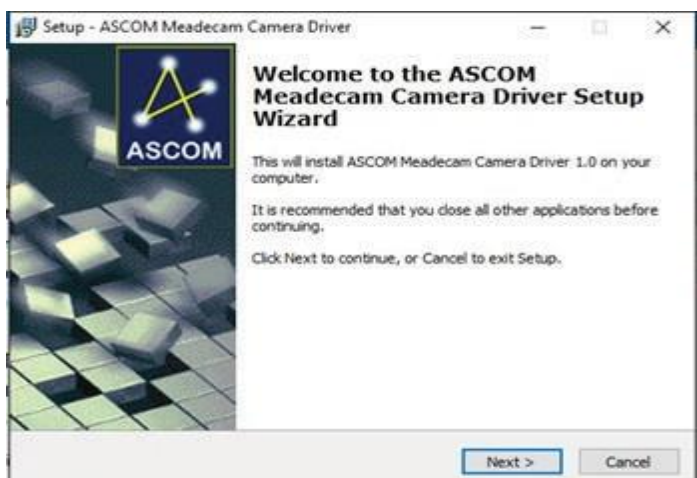 Setup - ASCOM Meadecam Camera Driver
ASCOM
Welcome to the ASCOM
Meadecam Camera Driver Setup
Wizard
This will install ASCOM Meadecam Camera Driver 1.0 on your
computer.
It is recommended that you close all other applications before
continuing.
Click Next to continue, or Cancel to exit Setup.
Next >
Cancel